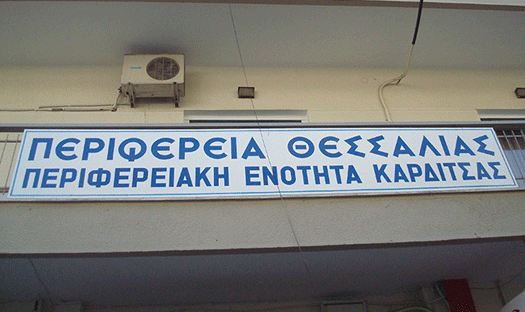 ΠΕΡΙΦΕΡΕΙΑ ΘΕΣΣΑΛΙΑΣ
ΠΕΡΙΦΕΡΕΙΑΚΗ ΕΝΟΤΗΤΑ ΚΑΡΔΙΤΣΑΣ